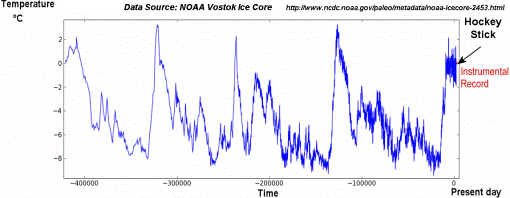 Temperature
°C
Data Source: NOAA Vostok Ice Core
http://www.ncdc.noaa.gov/paleo/metadata/noaa-icecore-2453.html
Hockey
Stick
Instrumental
Record
2
0
-2
-4
-6
-8
-400000
-300000
-200000
-100000
0
Time
Present day